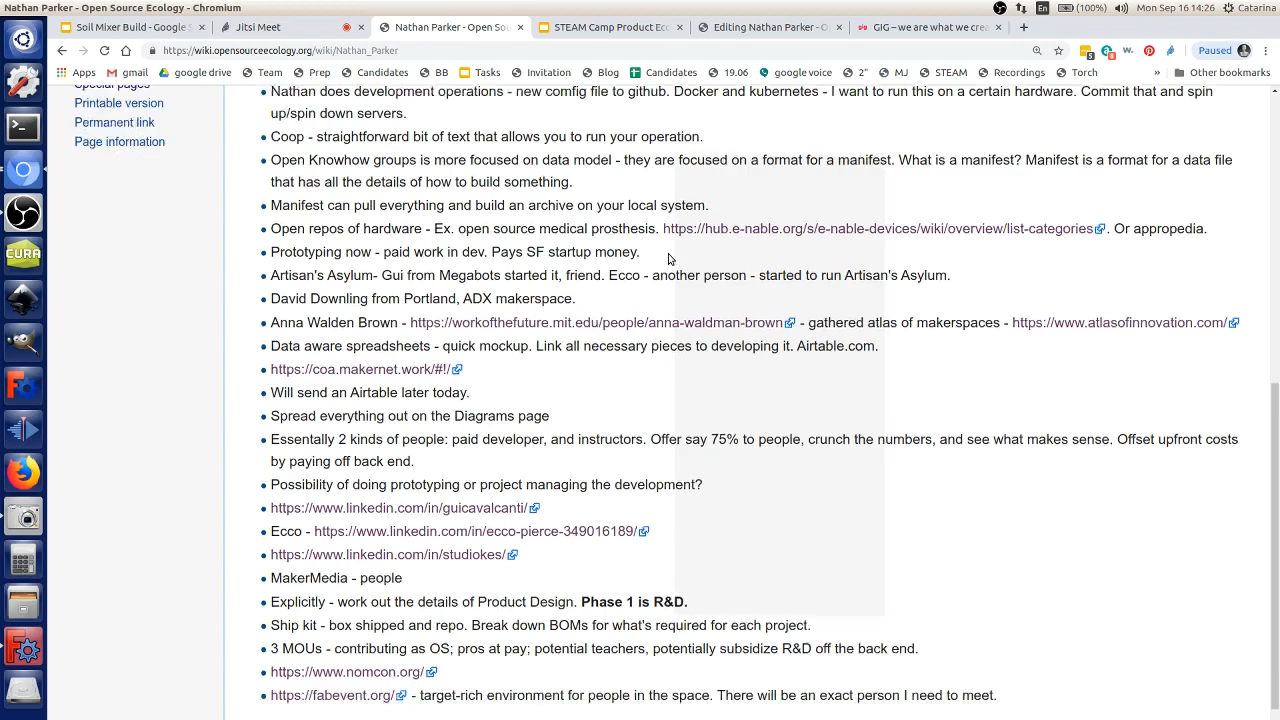 Nathan Parker - Open Source Ecology - Chromium
En (100%) Mon Sep 16 14:26 Catarina
Soil Mixer Build - Google S
Jitsi Meet
Nathan Parker - Open Sour
STEAM Camp Product Eco
Editing Nathan Parker - O
gig GIG – we are what we crea
https://wiki.opensourceecology.org/wiki/Nathan_Parker
Paused
Apps gmail google drive Team Prep Candidates BB Tasks Invitation Blog Candidates 19.06 google voice 2" MJ STEAM Recordings Torch » Other bookmarks
Special pages
Printable version
Permanent link
Page information
Nathan does development operations - new comfig file to github. Docker and kubernetes - I want to run this on a certain hardware. Commit that and spin
up/spin down servers.
Coop - straightforward bit of text that allows you to run your operation.
Open Knowhow groups is more focused on data model - they are focused on a format for a manifest. What is a manifest? Manifest is a format for a data file
that has all the details of how to build something.
Manifest can pull everything and build an archive on your local system.
Open repos of hardware - Ex. open source medical prosthesis. https://hub.e-nable.org/s/e-nable-devices/wiki/overview/list-categories. Or appropedia.
Prototyping now - paid work in dev. Pays SF startup money.
Artisan's Asylum- Gui from Megabots started it, friend. Ecco - another persn - started to run Artisan's Asylum.
David Downling from Portland, ADX makerspace.
Anna Walden Brown - https://workofthefuture.mit.edu/people/anna-waldman-brown - gathered atlas of makerspaces - https://www.atlasofinnovation.com/
Data aware spreadsheets - quick mockup. Link all necessary pieces to developing it. Airtable.com.
https://coa.makernet.work/#!/
Will send an Airtable later today.
Spread everything out on the Diagrams page
Essentally 2 kinds of people: paid developer, and instructors. Offer say 75% to people, crunch the numbers, and see what makes sense. Offset upfront costs
by paying off back end.
Possibility of doing prototyping or project managing the development?
https://www.linkedin.com/in/guicavalcanti/
Ecco - https://www.linkedin.com/in/ecco-pierce-349016189/
https://www.linkedin.com/in/studiokes/
MakerMedia - people
Explicitly - work out the details of Product Design. Phase 1 is R&D.
Ship kit - box shipped and repo. Break down BOMs for what's required for each project.
3 MOUs - contributing as OS; pros at pay; potential teachers, potentially subsidize R&D off the back end.
https://www.nomcon.org/
https://fabevent.org/ - target-rich environment for people in the space. There will be an exact person I need to meet.
CURA